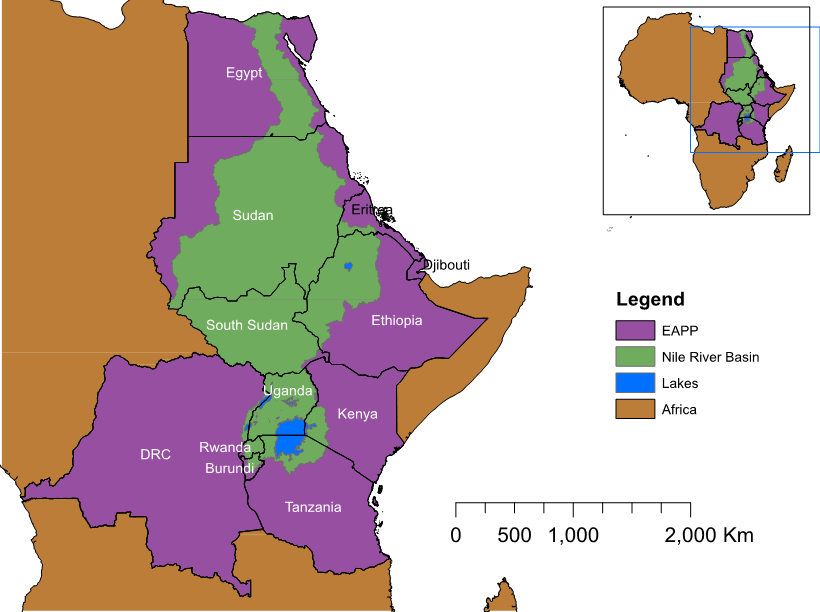 Egypt
Sudan
Eritrea
Djibouti
Ethiopia
South Sudan
Uganda
Kenya
Rwanda
DRC
Burundi
Tanzania
Legend
EAPP
Nile River Basin
Lakes
Africa
0 500 1,000 2,000 Km